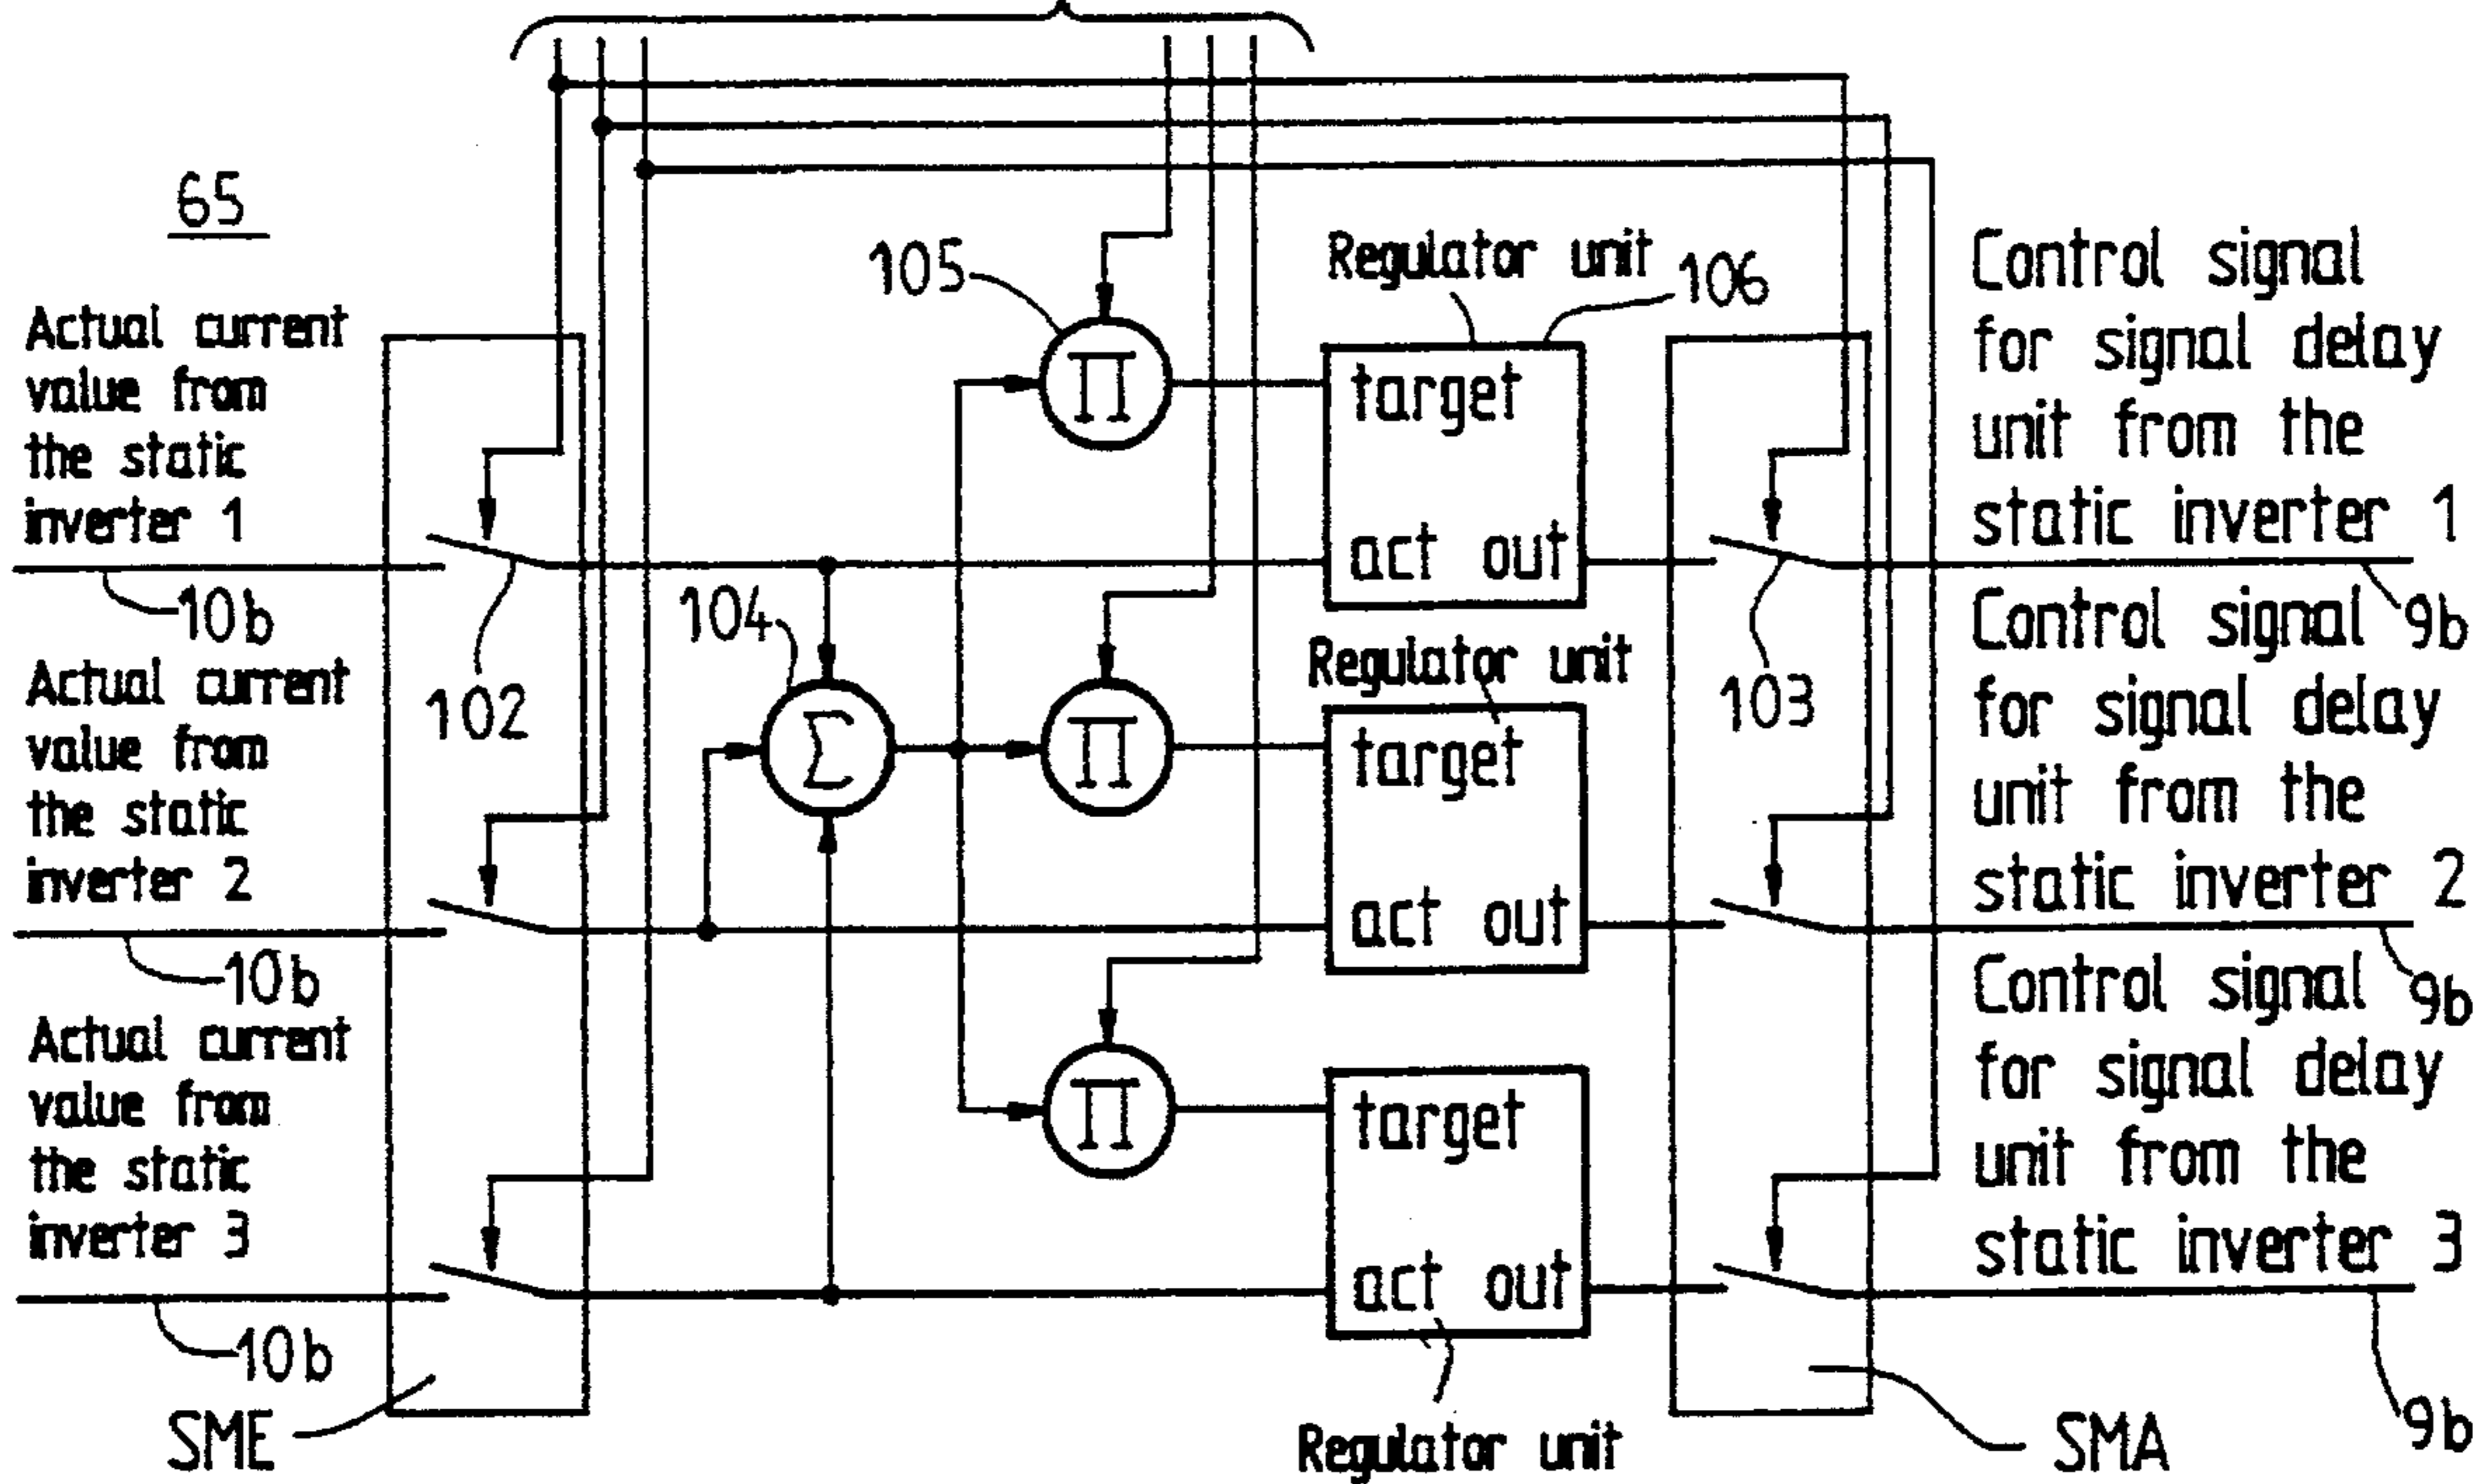 65
Actual current
value from
the static
inverter 1
10b
102
Actual current
value from
the static
inverter 2
10b
Actual current
value from
the static
inverter 3
10b
SME
104
Σ
105
Π
Π
Π
Regulator unit
106
target
act out
Regulator unit
target
act out
target
act out
Regulator unit
103
Control signal
for signal delay
unit from the
static inverter 1
9b
Control signal
for signal delay
unit from the
static inverter 2
9b
Control signal
for signal delay
unit from the
static inverter 3
9b
SMA